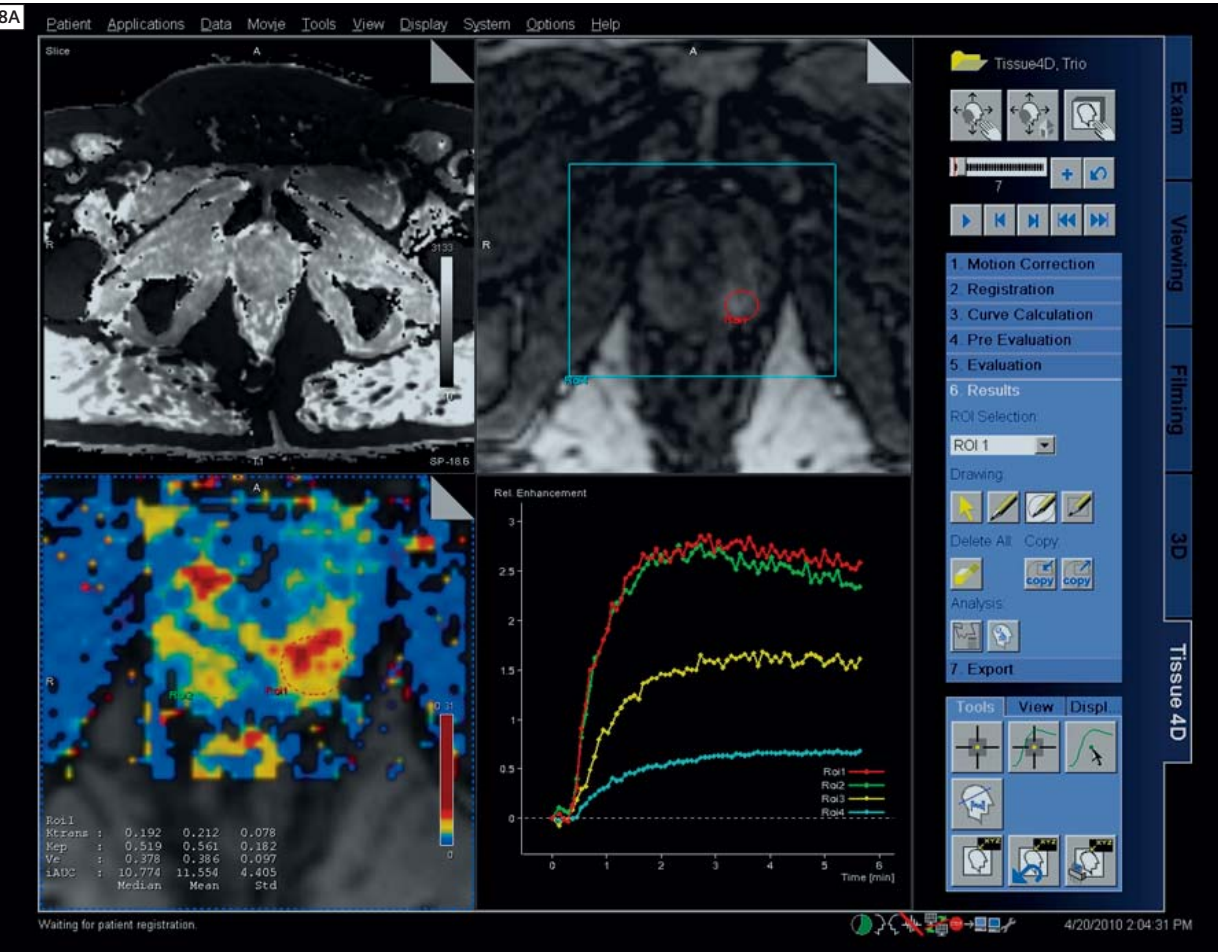 8A
Patient Applications Data Movie Tools View Display System Options Help
Slice
A
R
3133
T1
SP -18.6
A
R
Roi4
A
R
Roi2
Roi1
0.31
0
Roi1
Ktrans : 0.192 0.212 0.078
Kep : 0.519 0.561 0.182
Ve : 0.378 0.386 0.097
iAUC : 10.774 11.554 4.405
Median Mean Std
Rel. Enhancement
3
2.5
2
1.5
1
0.5
0
0 1 2 3 4 5 6
Time [min]
Roi1
Roi2
Roi3
Roi4
Tissue4D, Trio
7
1. Motion Correction
2. Registration
3. Curve Calculation
4. Pre Evaluation
5. Evaluation
6. Results
ROI Selection
ROI 1
Drawing:
Delete All: Copy:
copy copy
Analysis:
7. Export
Tools View Displ...
XYZ XYZ XYZ
Exam
Viewing
Filming
3D
Tissue 4D
Waiting for patient registration.
4/20/2010 2:04:31 PM